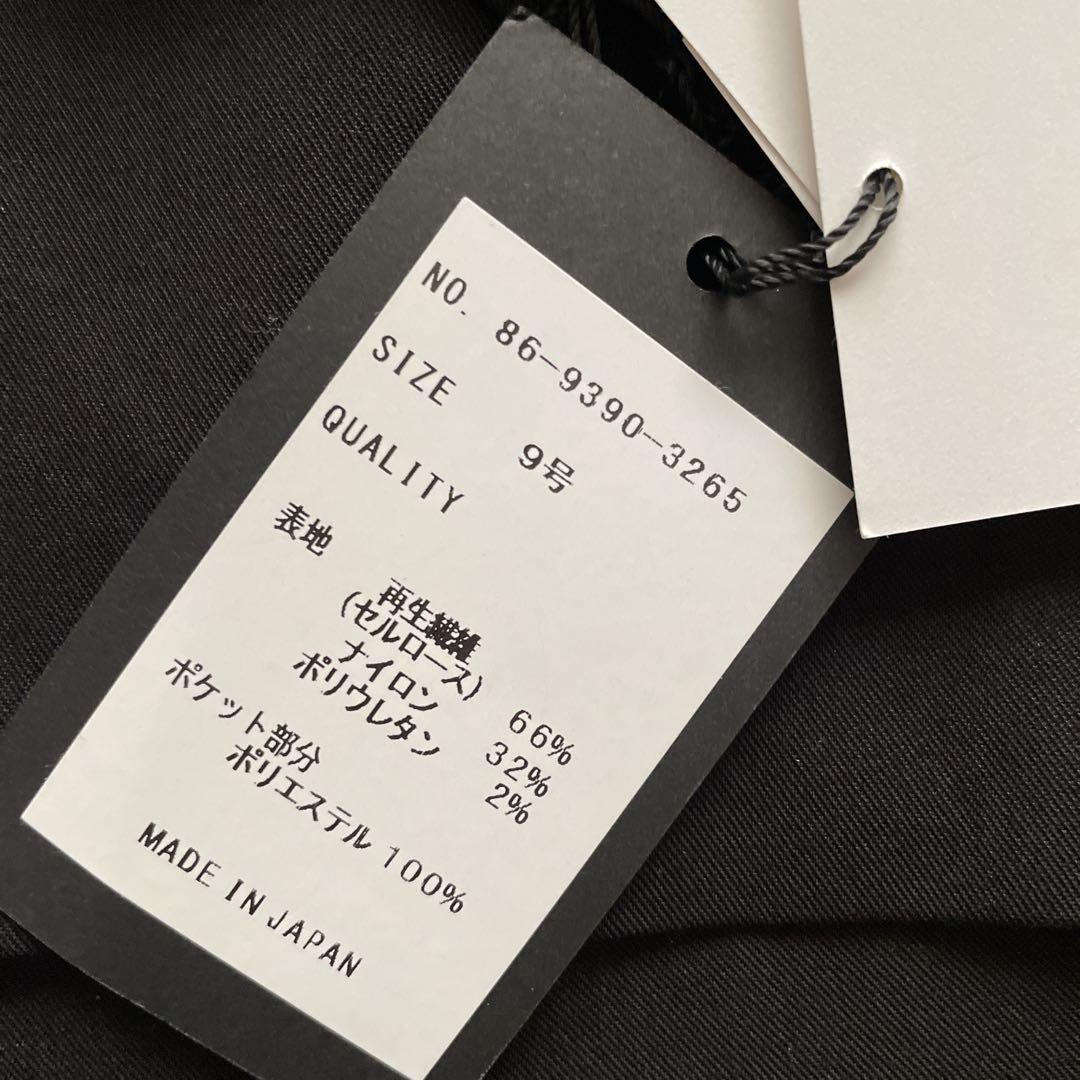 NO. 86-9390-3265
SIZE 9号
QUALITY
表地
再生繊維
(セルロース) 66%
ナイロン 32%
ポリウレタン 2%
ポケット部分
ポリエステル 100%
MADE IN JAPAN